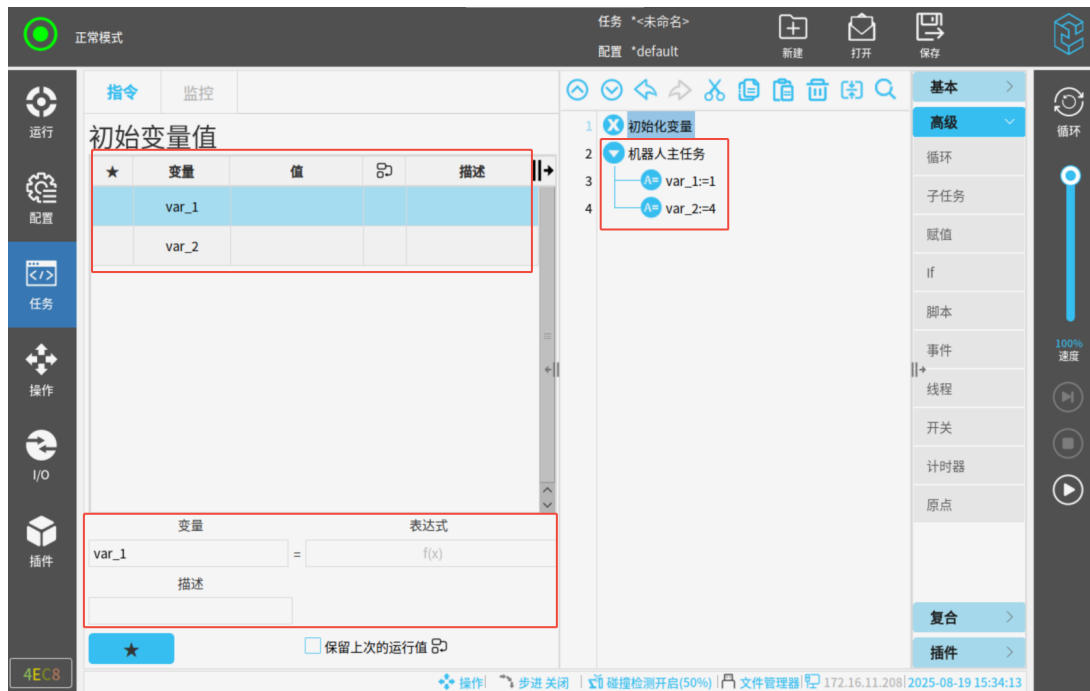 正常模式
任务 *<未命名>
配置 *default
新建
打开
保存
运行
配置
任务
操作
I/O
插件
4EC8
指令
监控
初始变量值
★ 变量 值 描述
var_1
var_2
变量 表达式
var_1 = f(x)
描述
★
保留上次的运行值
1 初始化变量
2 机器人主任务
3 A= var_1:=1
4 A= var_2:=4
基本
高级
循环
子任务
赋值
If
脚本
事件
线程
开关
计时器
原点
复合
插件
循环
100%
速度
操作| 步进 关闭 | 碰撞检测开启(50%) | 文件管理器| 172.16.11.208|2025-08-19 15:34:13